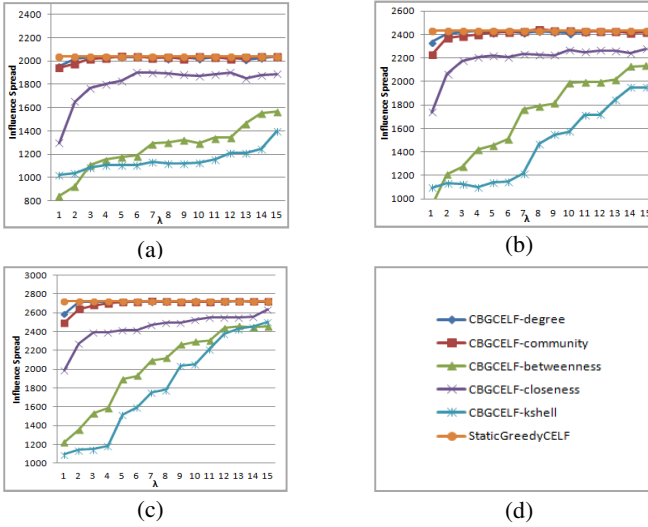 2200
2000
1800
1600
1400
1200
1000
800
Influence Spread
1 2 3 4 5 6 7 8 9 10 11 12 13 14 15
λ
(a)
2600
2400
2200
2000
1800
1600
1400
1200
1000
Influence Spread
1 2 3 4 5 6 7 8 9 10 11 12 13 14 15
λ
(b)
3000
2800
2600
2400
2200
2000
1800
1600
1400
1200
1000
Influence Spread
1 2 3 4 5 6 7 8 9 10 11 12 13 14 15
λ
(c)
CBGCELF-degree
CBGCELF-community
CBGCELF-betweenness
CBGCELF-closeness
CBGCELF-kshell
StaticGreedyCELF
(d)